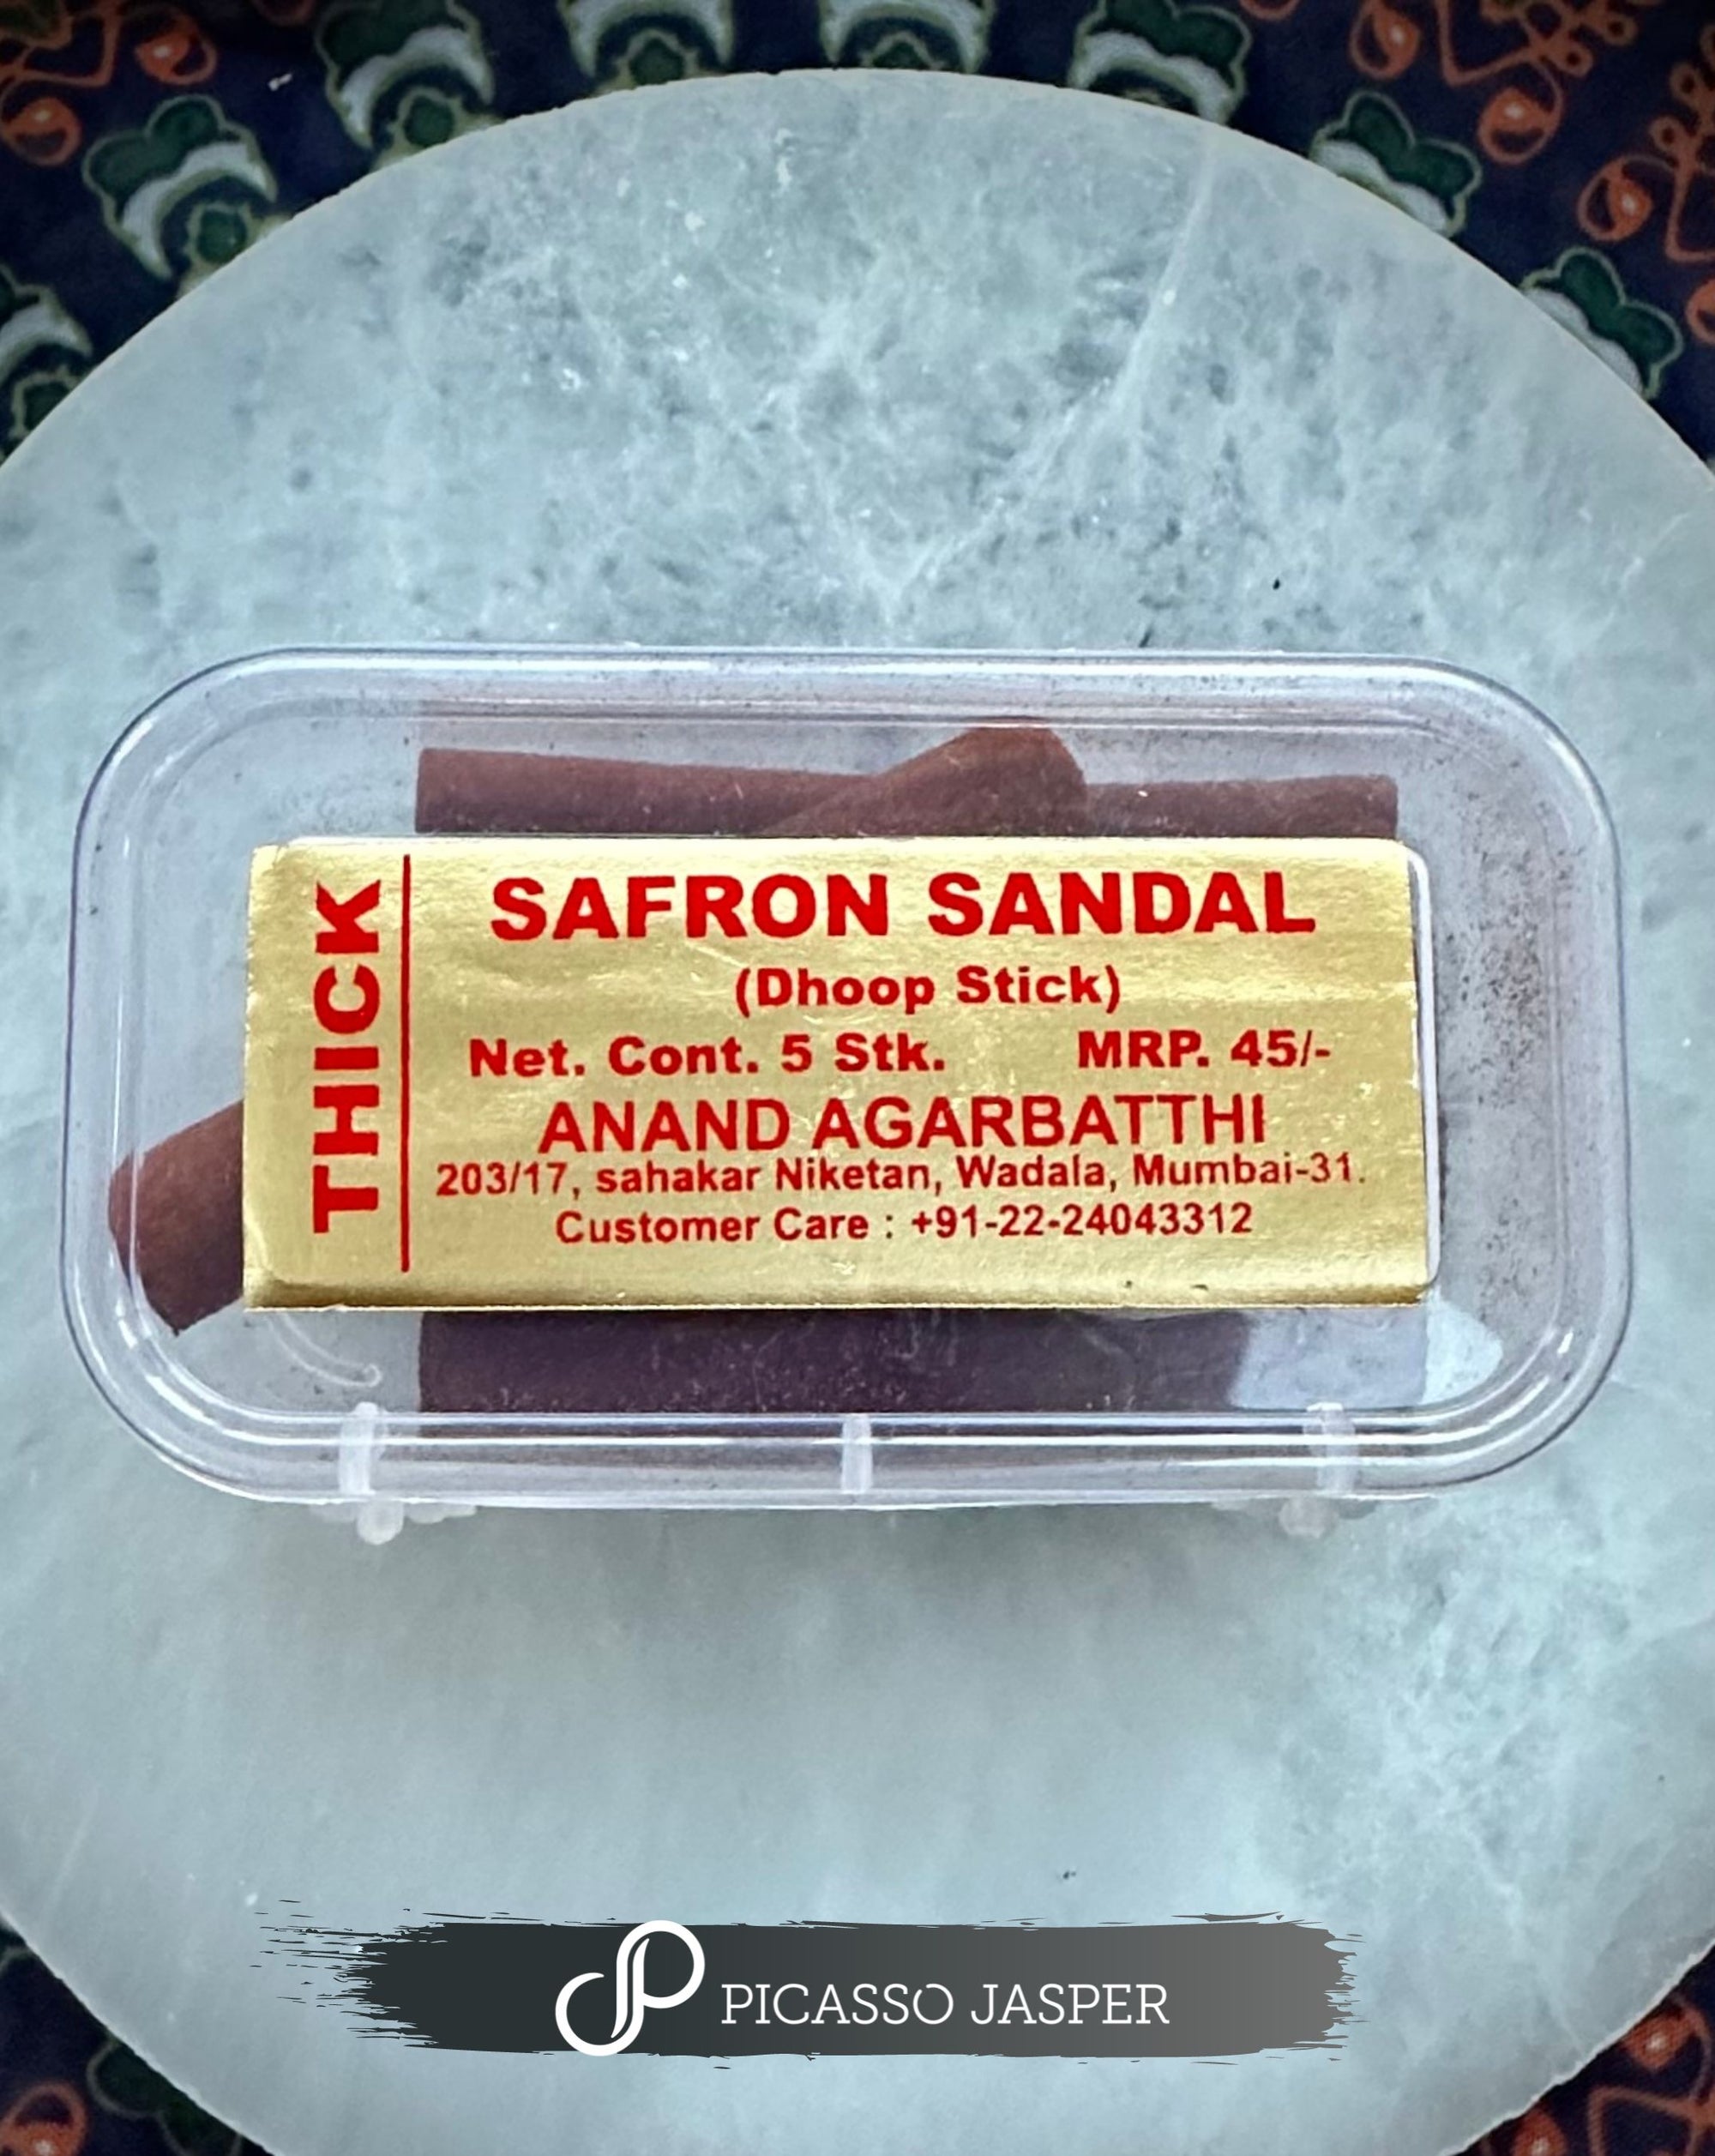 THICK
SAFRON SANDAL
(Dhoop Stick)
Net. Cont. 5 Stk. MRP. 45/-
ANAND AGARBATTHI
203/17, sahakar Niketan, Wadala, Mumbai-31.
Customer Care : +91-22-24043312
PICASSO JASPER